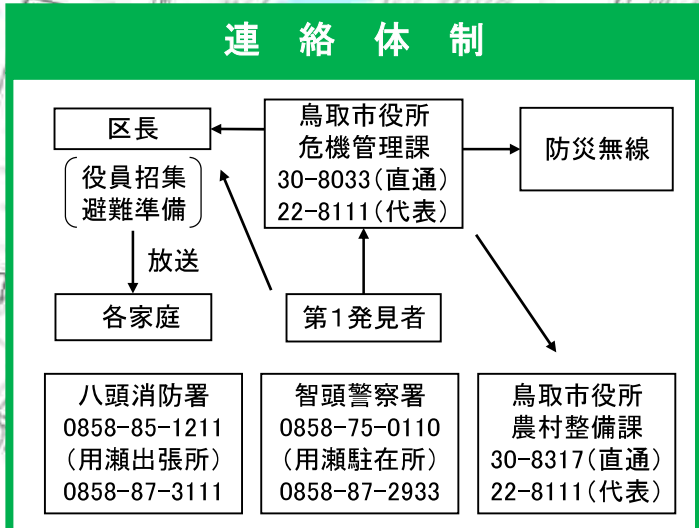 連絡体制
区長
役員招集
避難準備
放送
各家庭
鳥取市役所
危機管理課
30-8033(直通)
22-8111(代表)
防災無線
第1発見者
八頭消防署
0858-85-1211
(用瀬出張所)
0858-87-3111
智頭警察署
0858-75-0110
(用瀬駐在所)
0858-87-2933
鳥取市役所
農村整備課
30-8317(直通)
22-8111(代表)